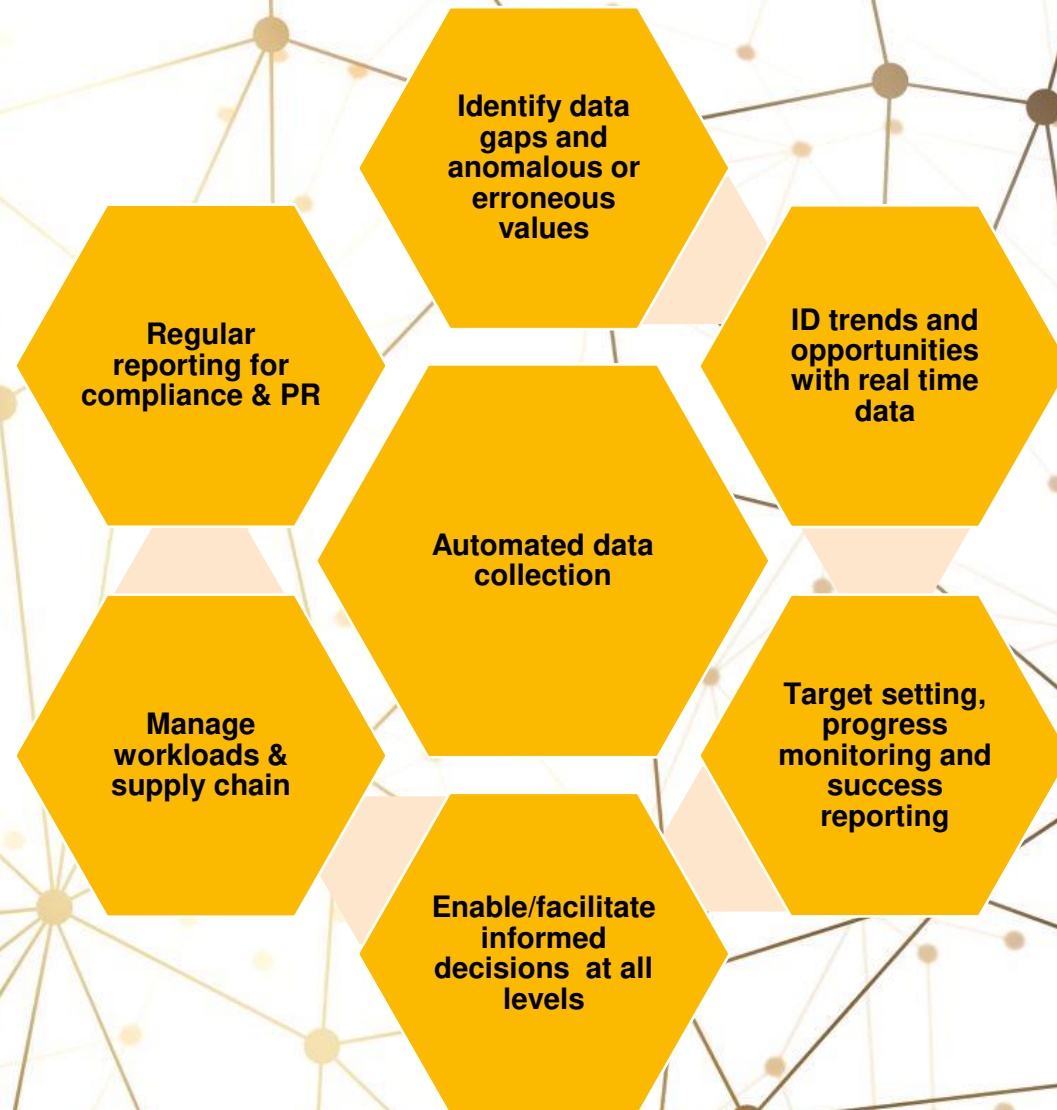 Identify data
gaps and
anomalous or
erroneous
values
ID trends and
opportunities
with real time
data
Regular
reporting for
compliance & PR
Automated data
collection
Target setting,
progress
monitoring and
success
reporting
Manage
workloads &
supply chain
Enable/facilitate
informed
decisions  at all
levels